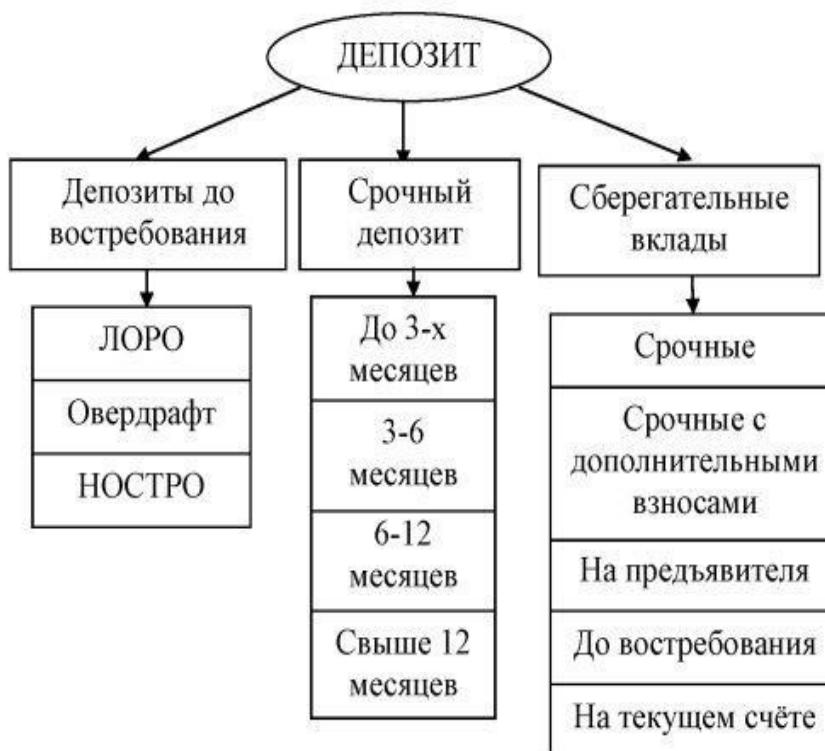 ДЕПОЗИТ
Депозиты до
востребования
ЛОРО
Овердрафт
НОСТРО
Срочный
депозит
До 3-х
месяцев
3-6
месяцев
6-12
месяцев
Свыше 12
месяцев
Сберегательные
вклады
Срочные
Срочные с
дополнительными
взносами
На предъявителя
До востребования
На текущем счёте